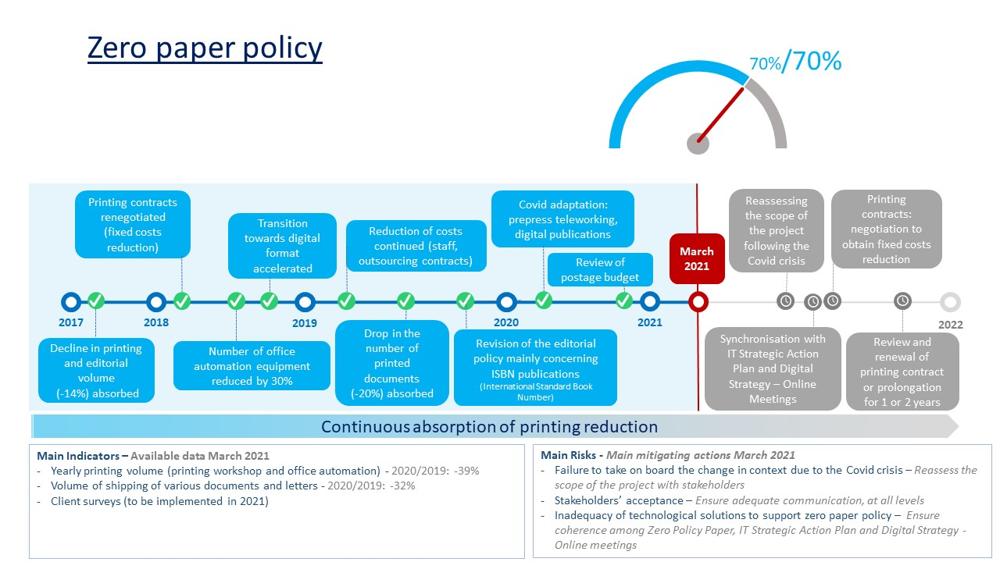 Zero paper policy
70%/70%
Printing contracts
renegotiated
(fixed costs
reduction)
Transition
towards digital
format
accelerated
Reduction of costs
continued (staff,
outsourcing contracts)
Covid adaptation:
prepress teleworking,
digital publications
Review of
postage budget
March
2021
Reassessing
the scope of
the project
following the
Covid crisis
Printing
contracts:
negotiation to
obtain fixed costs
reduction
2017
2018
2019
2020
2021
2022
Decline in printing
and editorial
volume
(-14%) absorbed
Number of office
automation equipment
reduced by 30%
Drop in the
number of
printed
documents
(-20%) absorbed
Revision of the editorial
policy mainly concerning
ISBN publications
(International Standard Book
Number)
Synchronisation with
IT Strategic Action
Plan and Digital
Strategy – Online
Meetings
Review and
renewal of
printing contract
or prolongation
for 1 or 2 years
Continuous absorption of printing reduction
Main Indicators – Available data March 2021
- Yearly printing volume (printing workshop and office automation) - 2020/2019: -39%
- Volume of shipping of various documents and letters - 2020/2019: -32%
- Client surveys (to be implemented in 2021)
Main Risks - Main mitigating actions March 2021
- Failure to take on board the change in context due to the Covid crisis – Reassess the
scope of the project with stakeholders
- Stakeholders’ acceptance – Ensure adequate communication, at all levels
- Inadequacy of technological solutions to support zero paper policy – Ensure
coherence among Zero Policy Paper, IT Strategic Action Plan and Digital Strategy -
Online meetings